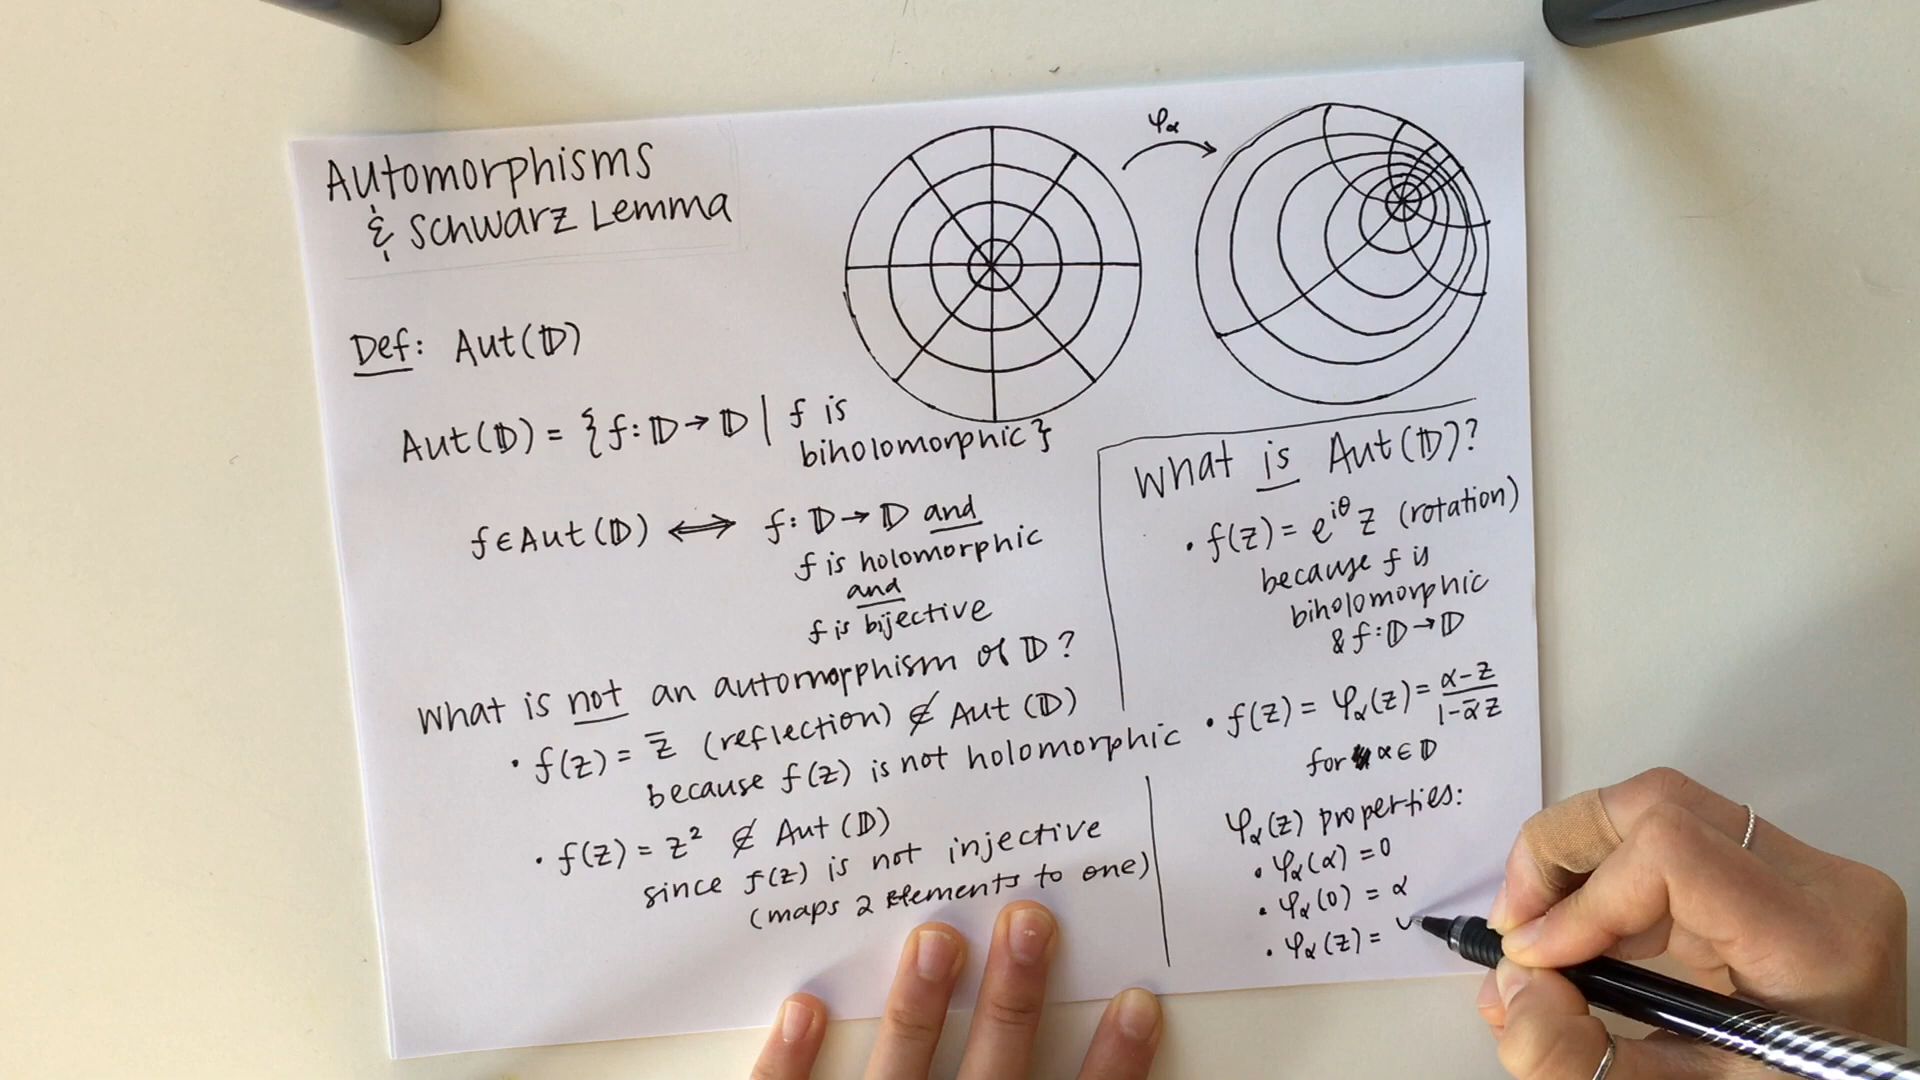 Automorphisms
& Schwarz Lemma
φα
Def: Aut(𝔻)
Aut(𝔻) = {f: 𝔻→𝔻 | f is
biholomorphic}
f∈Aut(𝔻) ⟺ f: 𝔻→𝔻 and
f is holomorphic
and
f is bijective
What is not an automorphism of 𝔻?
• f(z) = z̄ (reflection) ∉ Aut(𝔻)
because f(z) is not holomorphic
• f(z) = z² ∉ Aut(𝔻)
since f(z) is not injective
(maps 2 elements to one)
What is Aut(𝔻)?
• f(z) = e^{iθ} z (rotation)
because f is
biholomorphic
& f: 𝔻→𝔻
• f(z) = φα(z) = (α-z)/(1-ᾱz)
for α∈𝔻
φα(z) properties:
• φα(α) = 0
• φα(0) = α
• φα(z) =